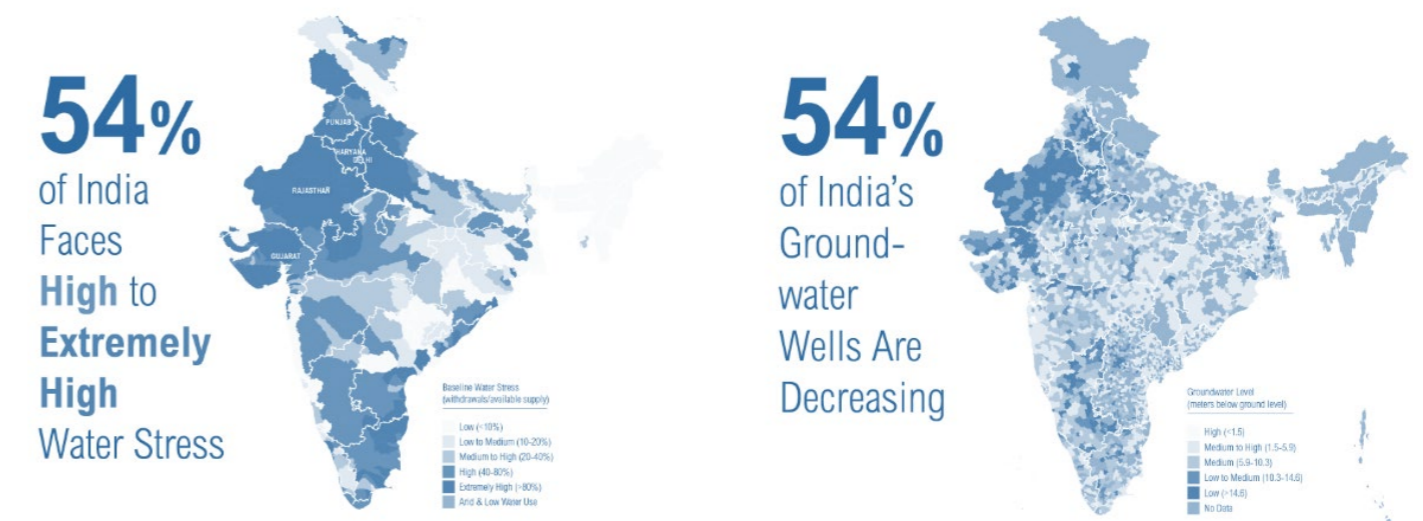 54%
of India
Faces
High to
Extremely
High
Water Stress
PUNJAB
HARYANA
DELHI
RAJASTHAN
GUJARAT
Baseline Water Stress
(withdrawals/available supply)
Low (<10%)
Low to Medium (10-20%)
Medium to High (20-40%)
High (40-80%)
Extremely High (>80%)
Arid & Low Water Use
54%
of India's
Ground-
water
Wells Are
Decreasing
Groundwater Level
(meters below ground level)
High (<1.5)
Medium to High (1.5-5.9)
Medium (5.9-10.3)
Low to Medium (10.3-14.6)
Low (>14.6)
No Data